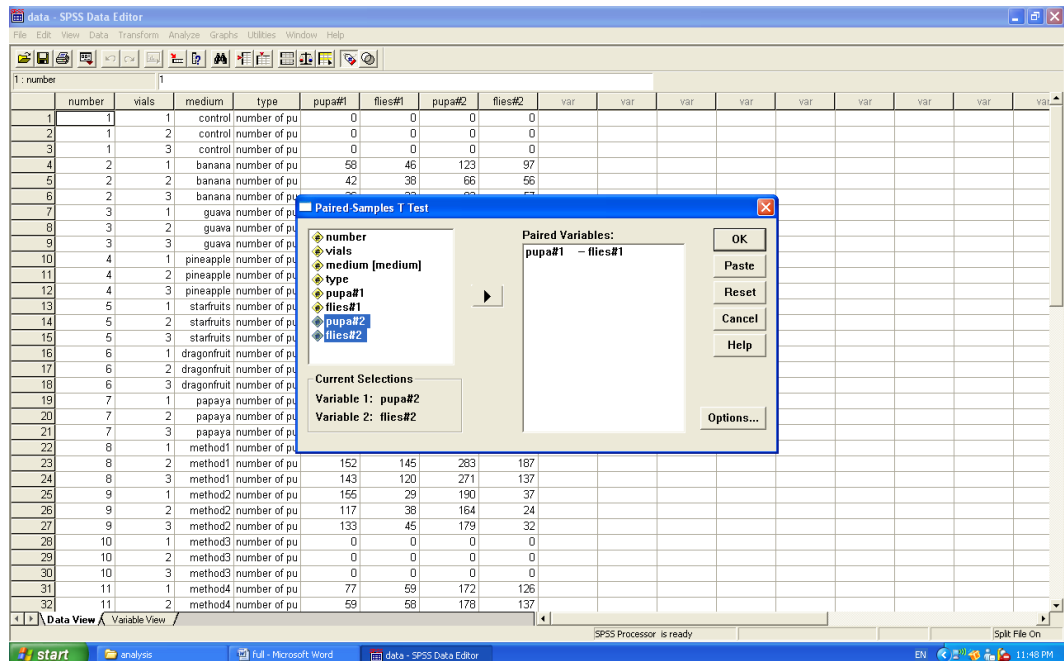 data - SPSS Data Editor
File Edit View Data Transform Analyze Graphs Utilities Window Help
1 : number 1
number vials medium type pupa#1 flies#1 pupa#2 flies#2 var var var var var var var var var
1 1 1 control number of pu 0 0 0 0
2 1 2 control number of pu 0 0 0 0
3 1 3 control number of pu 0 0 0 0
4 2 1 banana number of pu 58 46 123 97
5 2 2 banana number of pu 42 38 66 56
6 2 3 banana number of pu
7 3 1 guava number of pu
8 3 2 guava number of pu
9 3 3 guava number of pu
10 4 1 pineapple number of pu
11 4 2 pineapple number of pu
12 4 3 pineapple number of pu
13 5 1 starfruits number of pu
14 5 2 starfruits number of pu
15 5 3 starfruits number of pu
16 6 1 dragonfruit number of pu
17 6 2 dragonfruit number of pu
18 6 3 dragonfruit number of pu
19 7 1 papaya number of pu
20 7 2 papaya number of pu
21 7 3 papaya number of pu
22 8 1 method1 number of pu
23 8 2 method1 number of pu 152 145 283 187
24 8 3 method1 number of pu 143 120 271 137
25 9 1 method2 number of pu 155 29 190 37
26 9 2 method2 number of pu 117 38 164 24
27 9 3 method2 number of pu 133 45 179 32
28 10 1 method3 number of pu 0 0 0 0
29 10 2 method3 number of pu 0 0 0 0
30 10 3 method3 number of pu 0 0 0 0
31 11 1 method4 number of pu 77 59 172 126
32 11 2 method4 number of pu 59 58 178 137
Paired-Samples T Test
number
vials
medium [medium]
type
pupa#1
flies#1
pupa#2
flies#2
Current Selections
Variable 1: pupa#2
Variable 2: flies#2
Paired Variables:
pupa#1 – flies#1
OK
Paste
Reset
Cancel
Help
Options...
Data View Variable View
SPSS Processor is ready Split File On
start analysis full - Microsoft Word data - SPSS Data Editor EN 11:48 PM